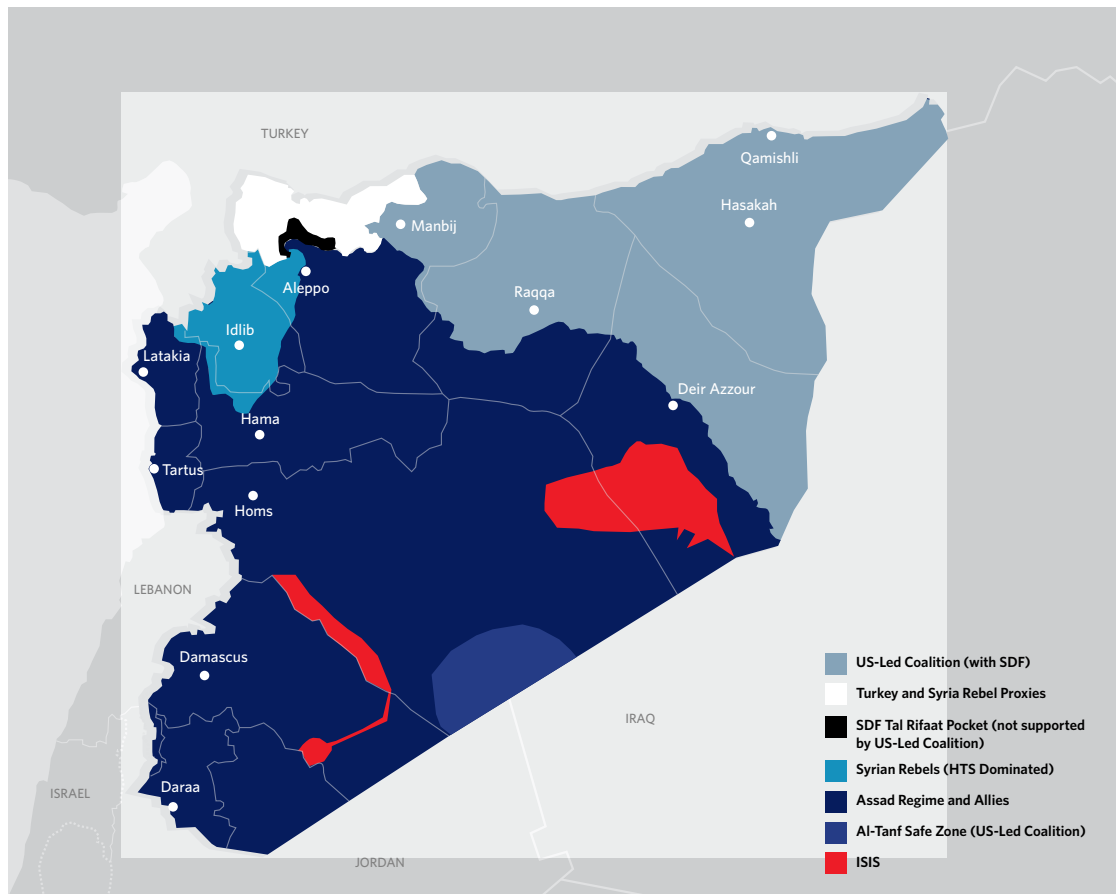 TURKEY
Qamishli
Hasakah
Manbij
Aleppo
Raqqa
Idlib
Latakia
Deir Azzour
Hama
Tartus
Homs
LEBANON
Damascus
IRAQ
ISRAEL
Daraa
JORDAN
US-Led Coalition (with SDF)
Turkey and Syria Rebel Proxies
SDF Tal Rifaat Pocket (not supported
by US-Led Coalition)
Syrian Rebels (HTS Dominated)
Assad Regime and Allies
Al-Tanf Safe Zone (US-Led Coalition)
ISIS